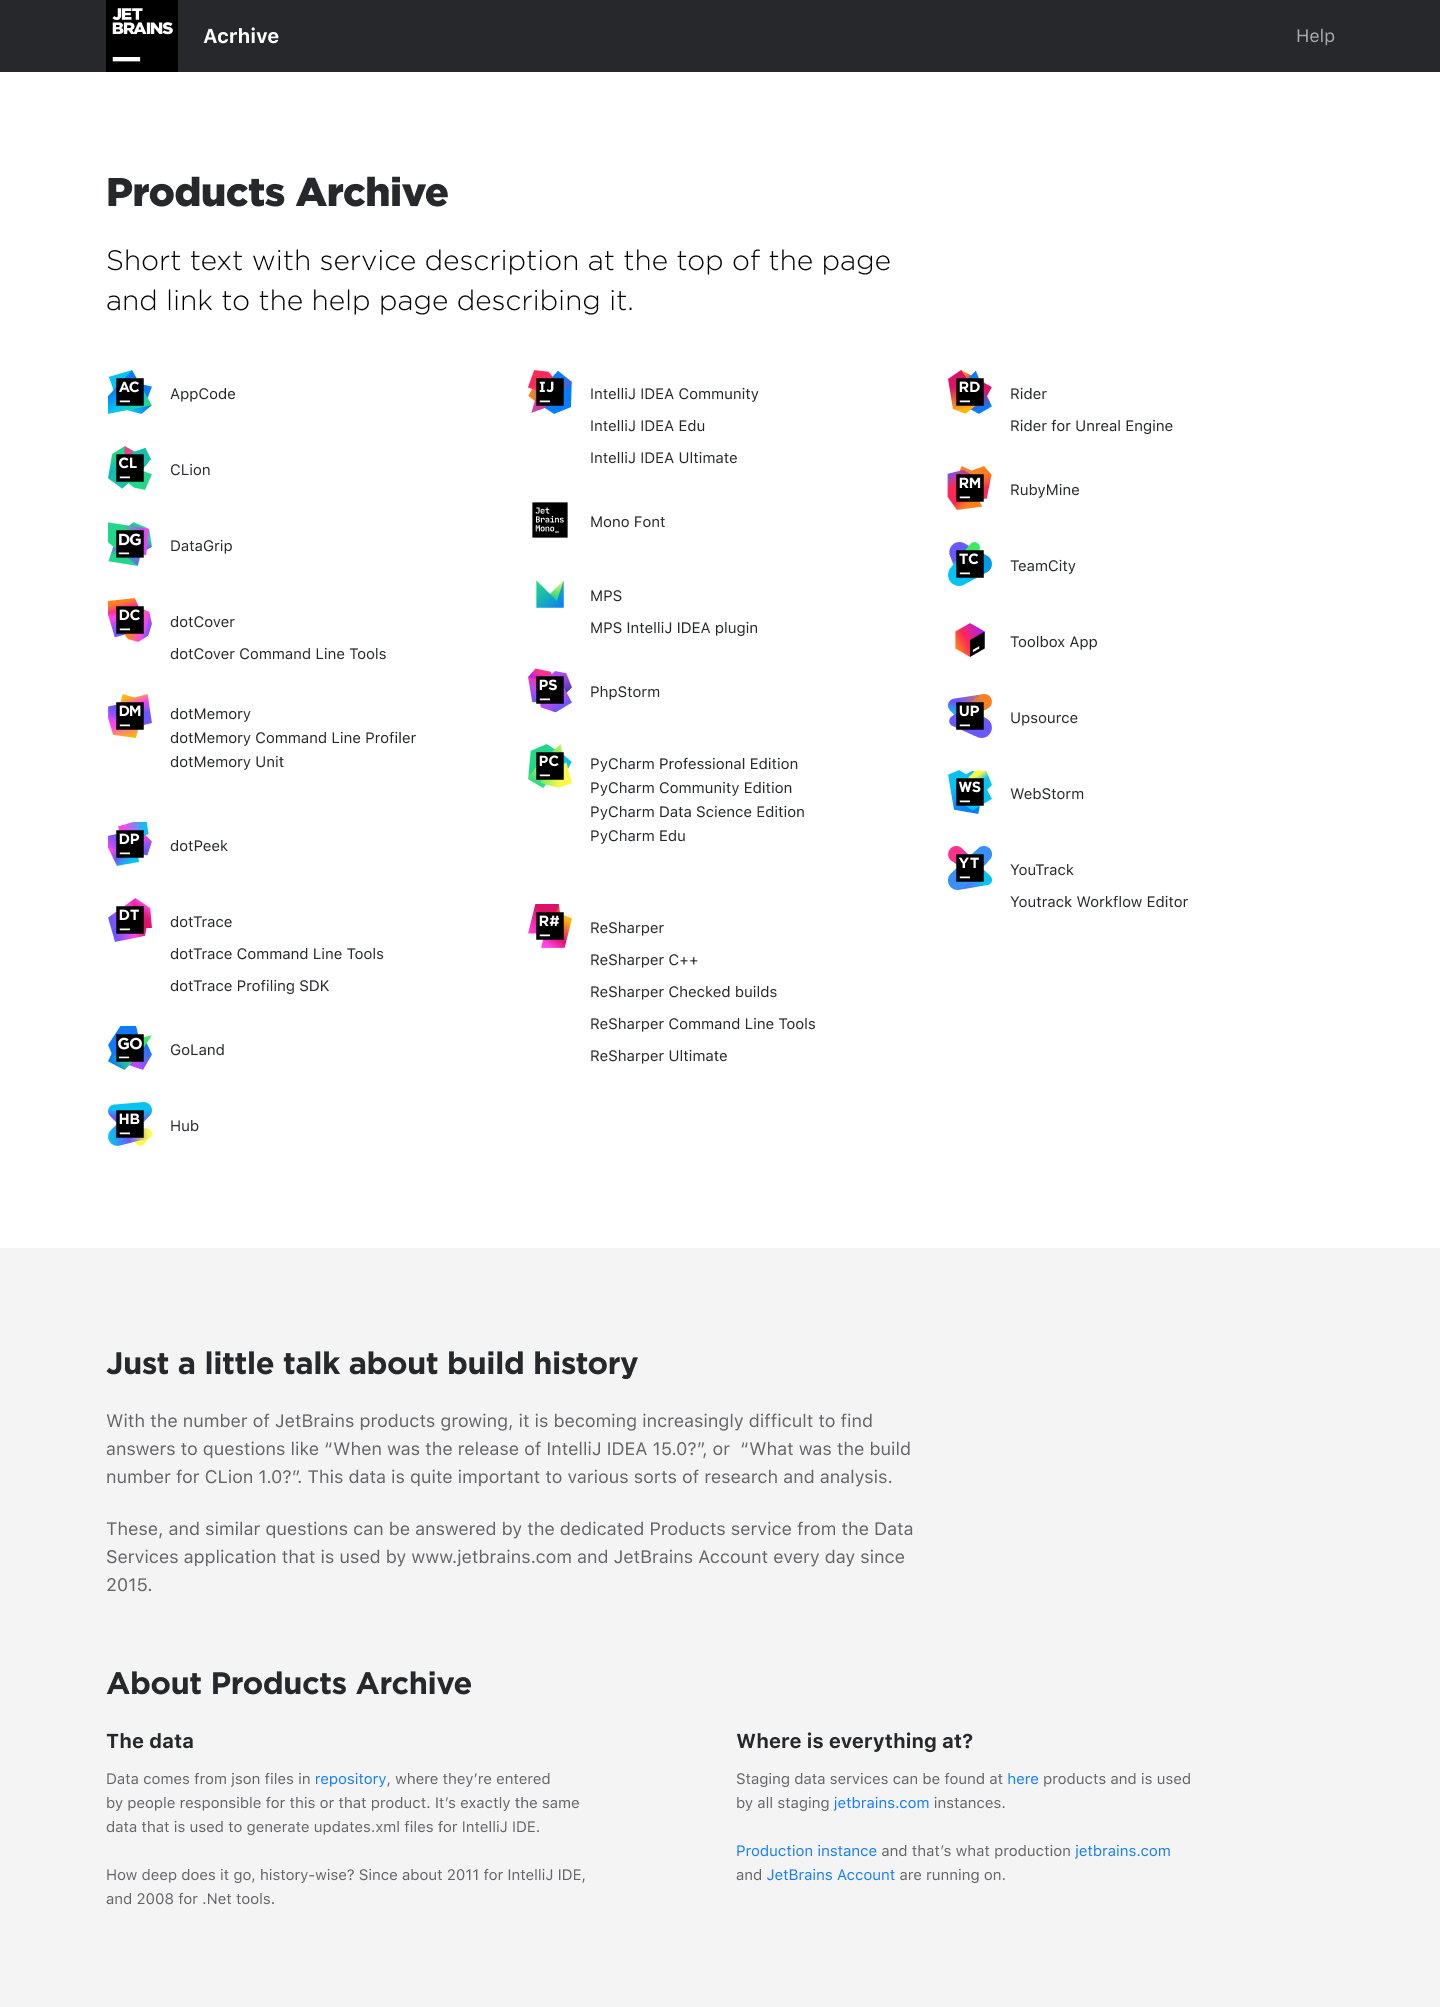 JET
BRAINS
Acrhive
Help
Products Archive
Short text with service description at the top of the page
and link to the help page describing it.
AC
AppCode
CL
CLion
DG
DataGrip
DC
dotCover
dotCover Command Line Tools
DM
dotMemory
dotMemory Command Line Profiler
dotMemory Unit
DP
dotPeek
DT
dotTrace
dotTrace Command Line Tools
dotTrace Profiling SDK
GO
GoLand
HB
Hub
IJ
IntelliJ IDEA Community
IntelliJ IDEA Edu
IntelliJ IDEA Ultimate
Jet
Brains
Mono_
Mono Font
MPS
MPS IntelliJ IDEA plugin
PS
PhpStorm
PC
PyCharm Professional Edition
PyCharm Community Edition
PyCharm Data Science Edition
PyCharm Edu
R#
ReSharper
ReSharper C++
ReSharper Checked builds
ReSharper Command Line Tools
ReSharper Ultimate
RD
Rider
Rider for Unreal Engine
RM
RubyMine
TC
TeamCity
Toolbox App
UP
Upsource
WS
WebStorm
YT
YouTrack
Youtrack Workflow Editor
Just a little talk about build history
With the number of JetBrains products growing, it is becoming increasingly difficult to find
answers to questions like “When was the release of IntelliJ IDEA 15.0?”, or  “What was the build
number for CLion 1.0?”. This data is quite important to various sorts of research and analysis.
These, and similar questions can be answered by the dedicated Products service from the Data
Services application that is used by www.jetbrains.com and JetBrains Account every day since
2015.
About Products Archive
The data
Data comes from json files in repository, where they’re entered
by people responsible for this or that product. It’s exactly the same
data that is used to generate updates.xml files for IntelliJ IDE.
How deep does it go, history-wise? Since about 2011 for IntelliJ IDE,
and 2008 for .Net tools.
Where is everything at?
Staging data services can be found at here products and is used
by all staging jetbrains.com instances.
Production instance and that’s what production jetbrains.com
and JetBrains Account are running on.